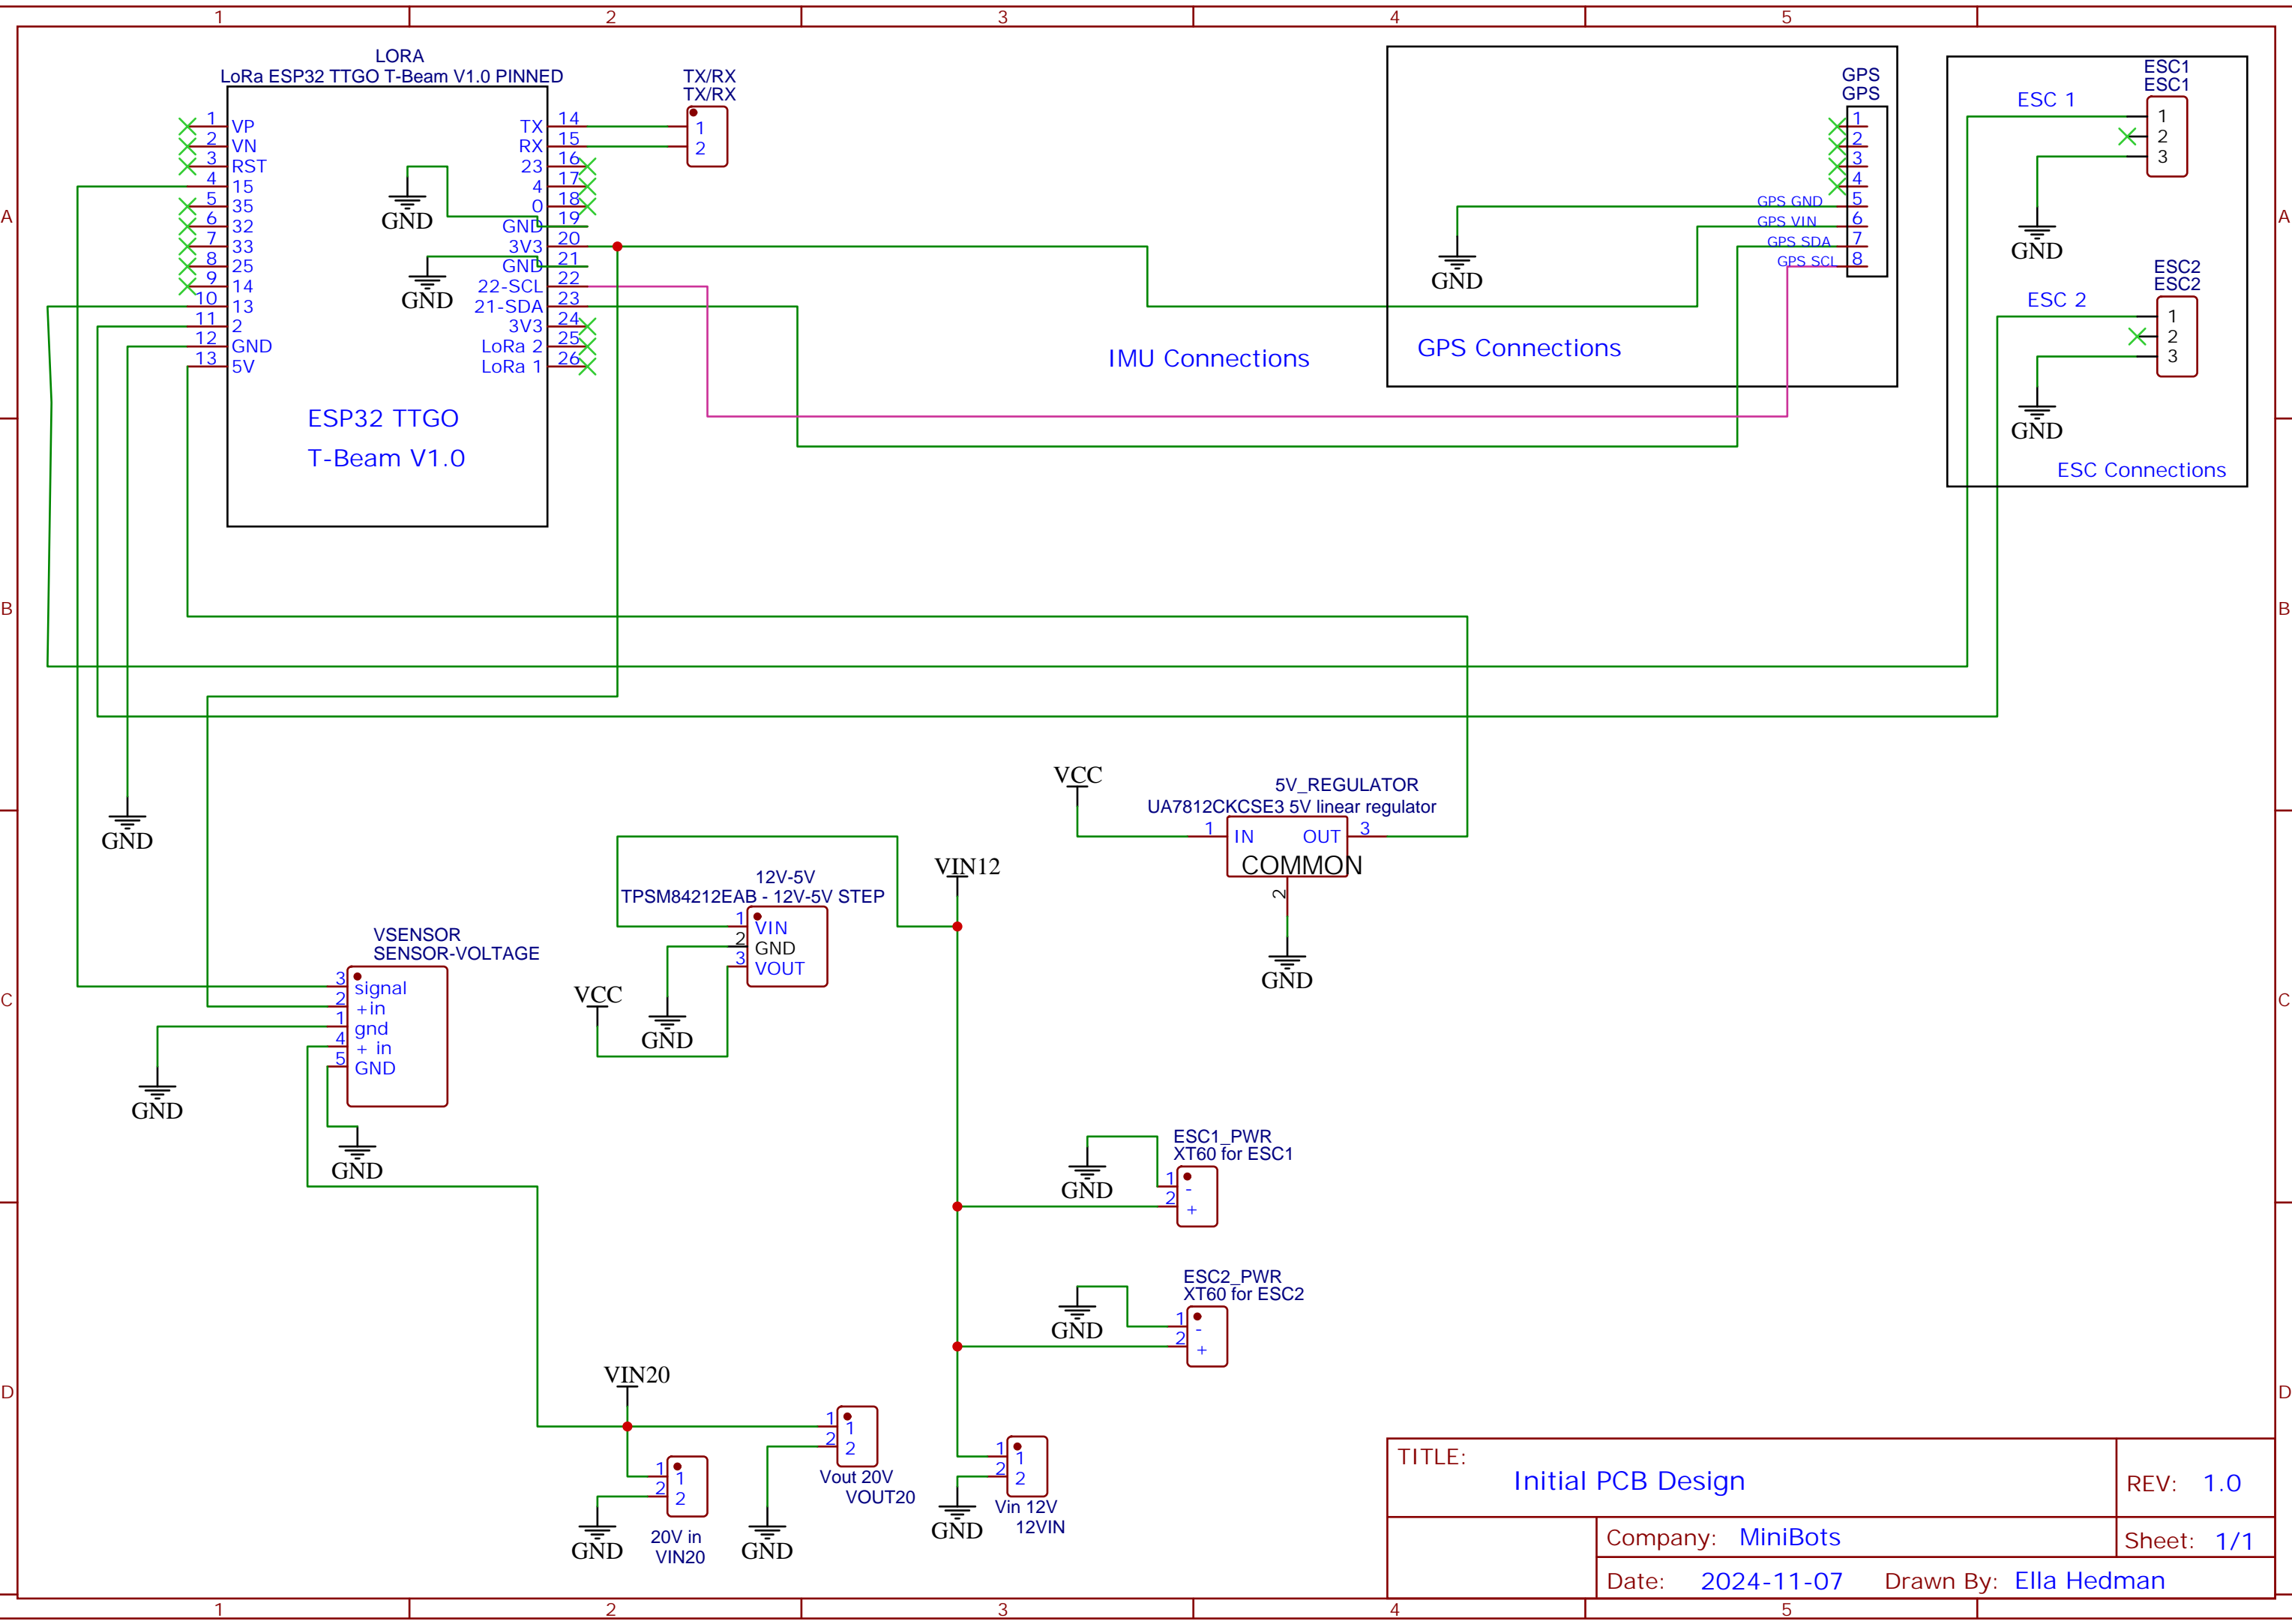 1 2 3 4 5
A
B
C
D
A
B
C
D
1 2 3 4 5
LORA
LoRa ESP32 TTGO T-Beam V1.0 PINNED
1 VP
2 VN
3 RST
4 15
5 35
6 32
7 33
8 25
9 14
10 13
11 2
12 GND
13 5V
TX 14
RX 15
23 16
4 17
0 18
GND 19
3V3 20
GND 21
22-SCL 22
21-SDA 23
3V3 24
LoRa 2 25
LoRa 1 26
GND
GND
ESP32 TTGO
T-Beam V1.0
TX/RX
TX/RX
1
2
IMU Connections
GPS
GPS
1
2
3
4
GPS GND 5
GPS VIN 6
GPS SDA 7
GPS SCL 8
GND
GPS Connections
ESC1
ESC1
ESC 1
1
2
3
GND
ESC2
ESC2
ESC 2
1
2
3
GND
ESC Connections
GND
VCC
5V_REGULATOR
UA7812CKCSE3 5V linear regulator
1 IN OUT 3
COMMON
2
GND
VIN12
12V-5V
TPSM84212EAB - 12V-5V STEP
1 VIN
2 GND
3 VOUT
VCC
GND
VSENSOR
SENSOR-VOLTAGE
3 signal
2 +in
1 gnd
4 + in
5 GND
GND
GND
ESC1_PWR
XT60 for ESC1
1 -
2 +
GND
ESC2_PWR
XT60 for ESC2
1 -
2 +
GND
VIN20
1 1
2 2
GND
20V in
VIN20
1 1
2 2
Vout 20V
VOUT20
GND
1 1
2 2
GND
Vin 12V
12VIN
TITLE:
Initial PCB Design
REV: 1.0
Company: MiniBots
Sheet: 1/1
Date: 2024-11-07 Drawn By: Ella Hedman